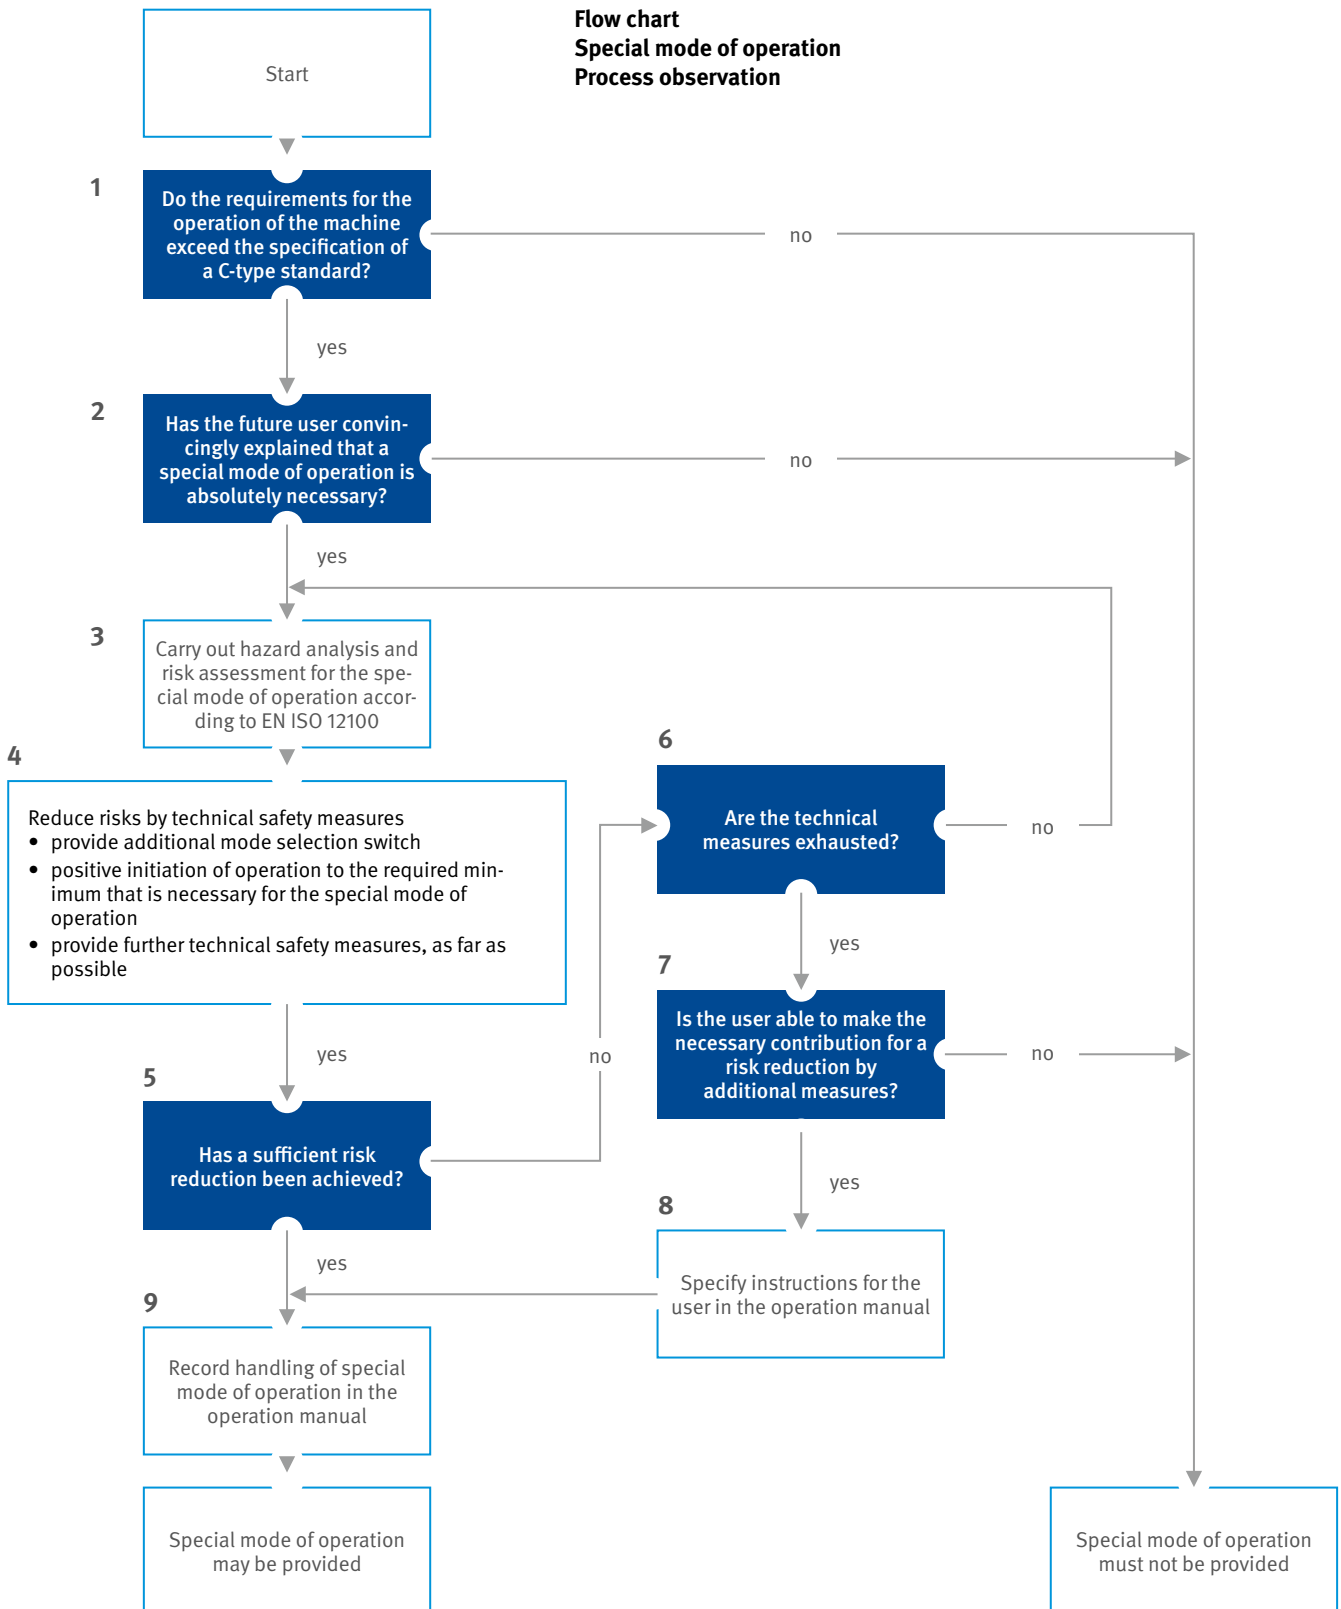 Flow chart
Special mode of operation
Process observation
Start
1
Do the requirements for the
operation of the machine
exceed the specification of
a C-type standard?
no
yes
2
Has the future user convin-
cingly explained that a
special mode of operation is
absolutely necessary?
no
yes
3
Carry out hazard analysis and
risk assessment for the spe-
cial mode of operation accor-
ding to EN ISO 12100
4
Reduce risks by technical safety measures
• provide additional mode selection switch
• positive initiation of operation to the required min-
imum that is necessary for the special mode of
operation
• provide further technical safety measures, as far as
possible
yes
5
Has a sufficient risk
reduction been achieved?
no
yes
6
Are the technical
measures exhausted?
no
yes
7
Is the user able to make the
necessary contribution for a
risk reduction by
additional measures?
no
yes
8
Specify instructions for the
user in the operation manual
9
Record handling of special
mode of operation in the
operation manual
Special mode of operation
may be provided
Special mode of operation
must not be provided